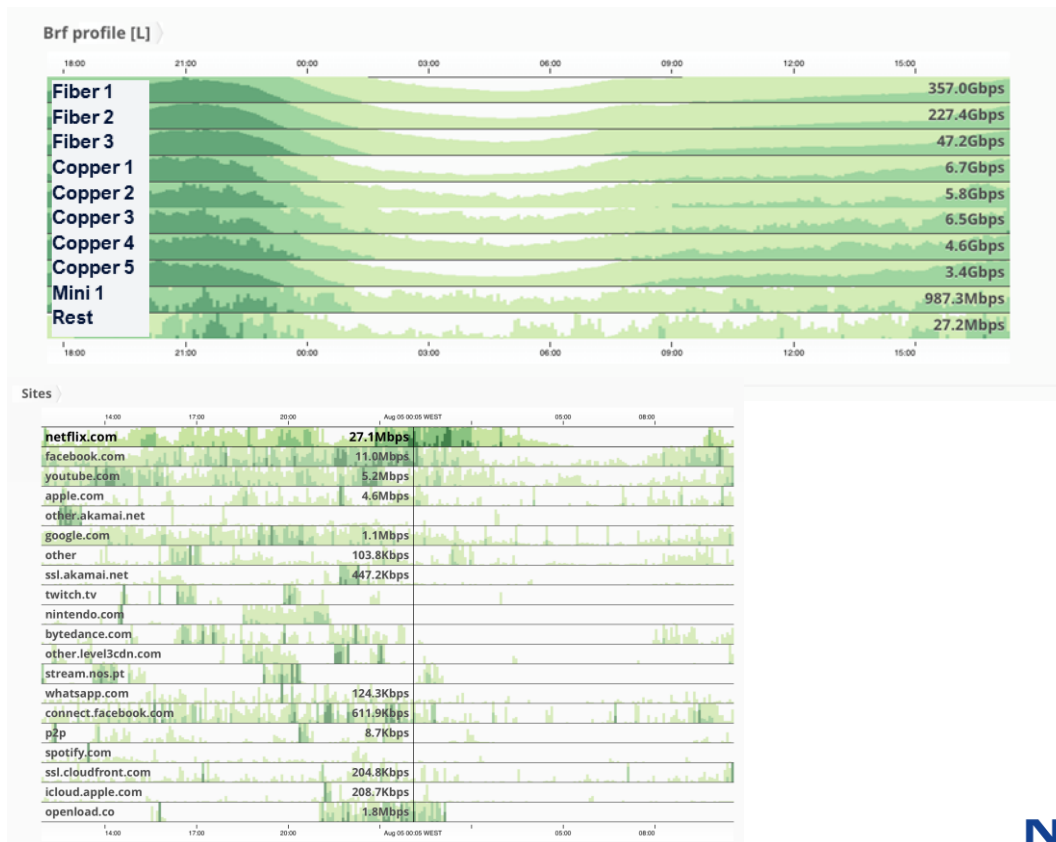 Brf profile [L]
18:00 21:00 00:00 03:00 06:00 09:00 12:00 15:00
Fiber 1 357.0Gbps
Fiber 2 227.4Gbps
Fiber 3 47.2Gbps
Copper 1 6.7Gbps
Copper 2 5.8Gbps
Copper 3 6.5Gbps
Copper 4 4.6Gbps
Copper 5 3.4Gbps
Mini 1 987.3Mbps
Rest 27.2Mbps
18:00 21:00 00:00 03:00 06:00 09:00 12:00 15:00
Sites
14:00 17:00 20:00 Aug 05 00:05 WEST 05:00 08:00
netflix.com 27.1Mbps
facebook.com 11.0Mbps
youtube.com 5.2Mbps
apple.com 4.6Mbps
other.akamai.net
google.com 1.1Mbps
other 103.8Kbps
ssl.akamai.net 447.2Kbps
twitch.tv
nintendo.com
bytedance.com
other.level3cdn.com
stream.nos.pt
whatsapp.com 124.3Kbps
connect.facebook.com 611.9Kbps
p2p 8.7Kbps
spotify.com
ssl.cloudfront.com 204.8Kbps
icloud.apple.com 208.7Kbps
openload.co 1.8Mbps
14:00 17:00 20:00 Aug 05 00:05 WEST 05:00 08:00
N